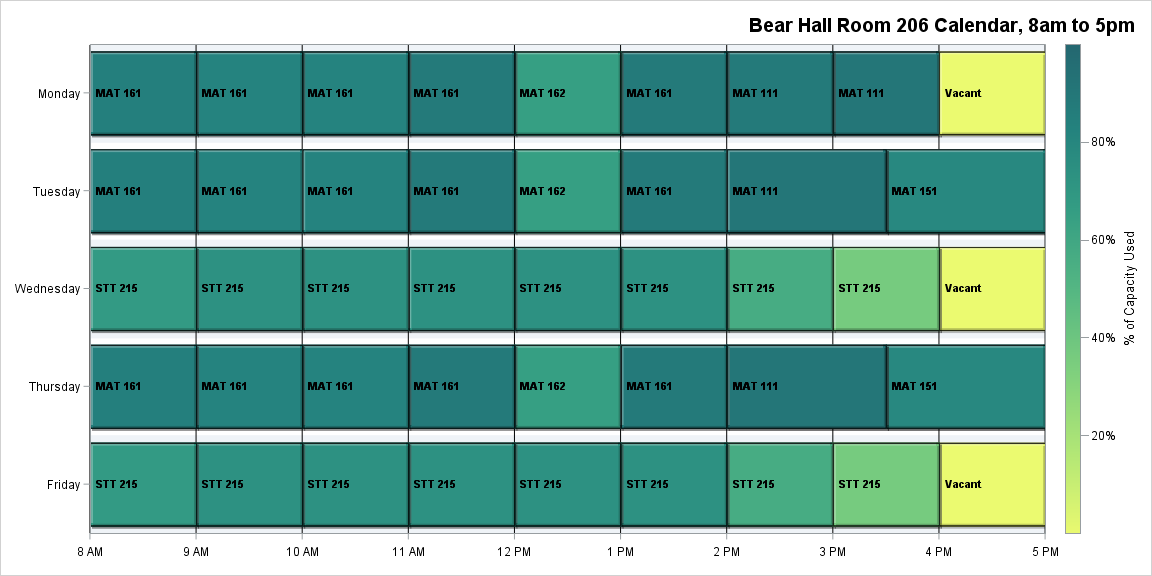 Bear Hall Room 206 Calendar, 8am to 5pm
Monday MAT 161 MAT 161 MAT 161 MAT 161 MAT 162 MAT 161 MAT 111 MAT 111 Vacant
80%
Tuesday MAT 161 MAT 161 MAT 161 MAT 161 MAT 162 MAT 161 MAT 111 MAT 151
60%
Wednesday STT 215 STT 215 STT 215 STT 215 STT 215 STT 215 STT 215 STT 215 Vacant
% of Capacity Used
40%
Thursday MAT 161 MAT 161 MAT 161 MAT 161 MAT 162 MAT 161 MAT 111 MAT 151
20%
Friday STT 215 STT 215 STT 215 STT 215 STT 215 STT 215 STT 215 STT 215 Vacant
8 AM 9 AM 10 AM 11 AM 12 PM 1 PM 2 PM 3 PM 4 PM 5 PM